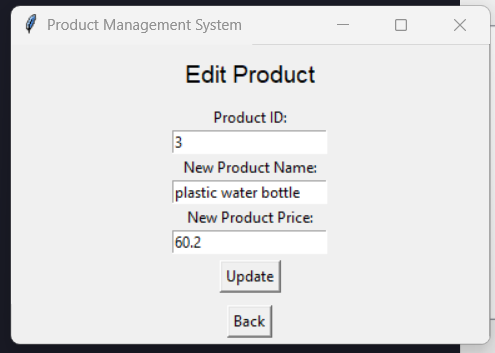 Product Management System
Edit Product
Product ID:
3
New Product Name:
plastic water bottle
New Product Price:
60.2
Update
Back